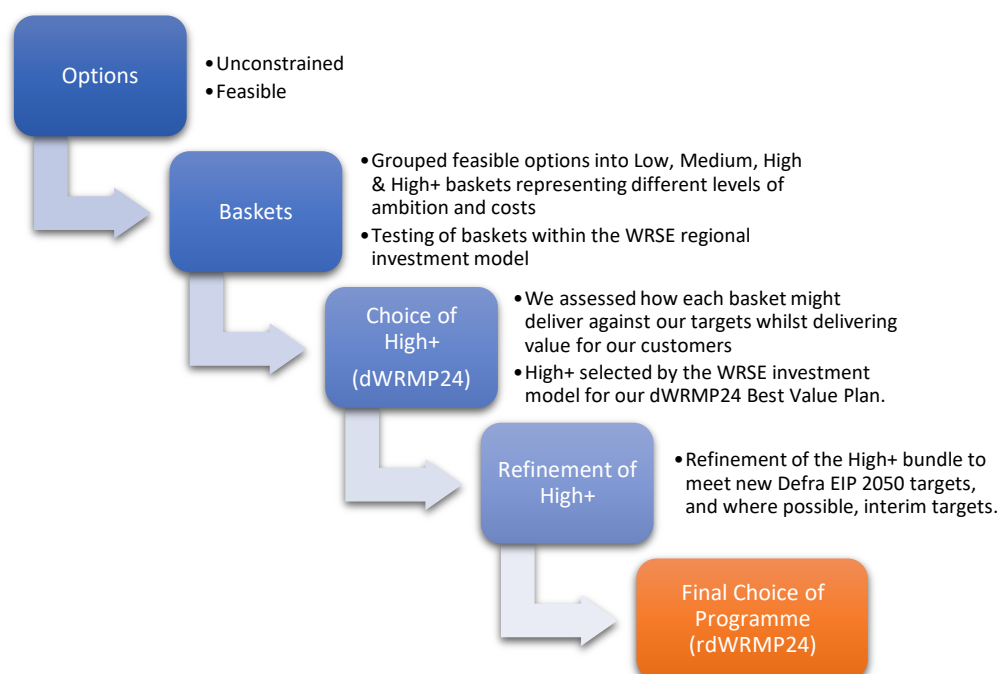 Options
•Unconstrained
•Feasible
Baskets
•Grouped feasible options into Low, Medium, High
& High+ baskets representing different levels of
ambition and costs
•Testing of baskets within the WRSE regional
investment model
Choice of
High+
(dWRMP24)
•We assessed how each basket might
deliver against our targets whilst delivering
value for our customers
•High+ selected by the WRSE investment
model for our dWRMP24 Best Value Plan.
Refinement of
High+
•Refinement of the High+ bundle to
meet new Defra EIP 2050 targets,
and where possible, interim targets.
Final Choice of
Programme
(rdWRMP24)